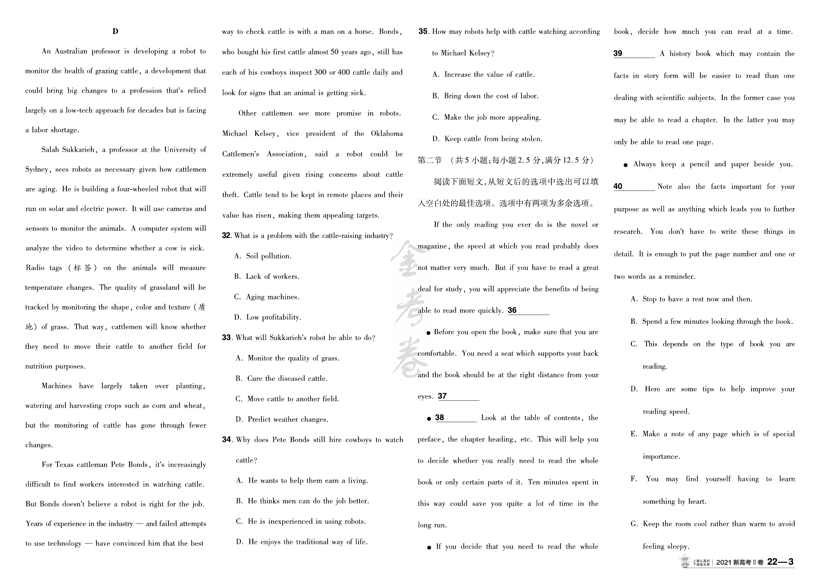 D
An Australian professor is developing a robot to
monitor the health of grazing cattle, a development that
could bring big changes to a profession that's relied
largely on a low-tech approach for decades but is facing
a labor shortage.
Salah Sukkarieh, a professor at the University of
Sydney, sees robots as necessary given how cattlemen
are aging. He is building a four-wheeled robot that will
run on solar and electric power. It will use cameras and
sensors to monitor the animals. A computer system will
analyze the video to determine whether a cow is sick.
Radio tags (标签) on the animals will measure
temperature changes. The quality of grassland will be
tracked by monitoring the shape, color and texture (质
地) of grass. That way, cattlemen will know whether
they need to move their cattle to another field for
nutrition purposes.
Machines have largely taken over planting,
watering and harvesting crops such as corn and wheat,
but the monitoring of cattle has gone through fewer
changes.
For Texas cattleman Pete Bonds, it's increasingly
difficult to find workers interested in watching cattle.
But Bonds doesn't believe a robot is right for the job.
Years of experience in the industry — and failed attempts
to use technology — have convinced him that the best
way to check cattle is with a man on a horse. Bonds,
who bought his first cattle almost 50 years ago, still has
each of his cowboys inspect 300 or 400 cattle daily and
look for signs that an animal is getting sick.
Other cattlemen see more promise in robots.
Michael Kelsey, vice president of the Oklahoma
Cattlemen's Association, said a robot could be
extremely useful given rising concerns about cattle
theft. Cattle tend to be kept in remote places and their
value has risen, making them appealing targets.
32. What is a problem with the cattle-raising industry?
A. Soil pollution.
B. Lack of workers.
C. Aging machines.
D. Low profitability.
33. What will Sukkarieh's robot be able to do?
A. Monitor the quality of grass.
B. Cure the diseased cattle.
C. Move cattle to another field.
D. Predict weather changes.
34. Why does Pete Bonds still hire cowboys to watch
cattle?
A. He wants to help them earn a living.
B. He thinks men can do the job better.
C. He is inexperienced in using robots.
D. He enjoys the traditional way of life.
35. How may robots help with cattle watching according
to Michael Kelsey?
A. Increase the value of cattle.
B. Bring down the cost of labor.
C. Make the job more appealing.
D. Keep cattle from being stolen.
第二节 (共5小题;每小题2.5分,满分12.5分)
阅读下面短文,从短文后的选项中选出可以填
入空白处的最佳选项。选项中有两项为多余选项。
If the only reading you ever do is the novel or
magazine, the speed at which you read probably does
not matter very much. But if you have to read a great
deal for study, you will appreciate the benefits of being
able to read more quickly. 36
● Before you open the book, make sure that you are
comfortable. You need a seat which supports your back
and the book should be at the right distance from your
eyes. 37
● 38 Look at the table of contents, the
preface, the chapter heading, etc. This will help you
to decide whether you really need to read the whole
book or only certain parts of it. Ten minutes spent in
this way could save you quite a lot of time in the
long run.
● If you decide that you need to read the whole
book, decide how much you can read at a time.
39 A history book which may contain the
facts in story form will be easier to read than one
dealing with scientific subjects. In the former case you
may be able to read a chapter. In the latter you may
only be able to read one page.
● Always keep a pencil and paper beside you.
40 Note also the facts important for your
purpose as well as anything which leads you to further
research. You don't have to write these things in
detail. It is enough to put the page number and one or
two words as a reminder.
A. Stop to have a rest now and then.
B. Spend a few minutes looking through the book.
C. This depends on the type of book you are
reading.
D. Here are some tips to help improve your
reading speed.
E. Make a note of any page which is of special
importance.
F. You may find yourself having to learn
something by heart.
G. Keep the room cool rather than warm to avoid
feeling sleepy.
金考卷
2021新高考Ⅱ卷 22—3